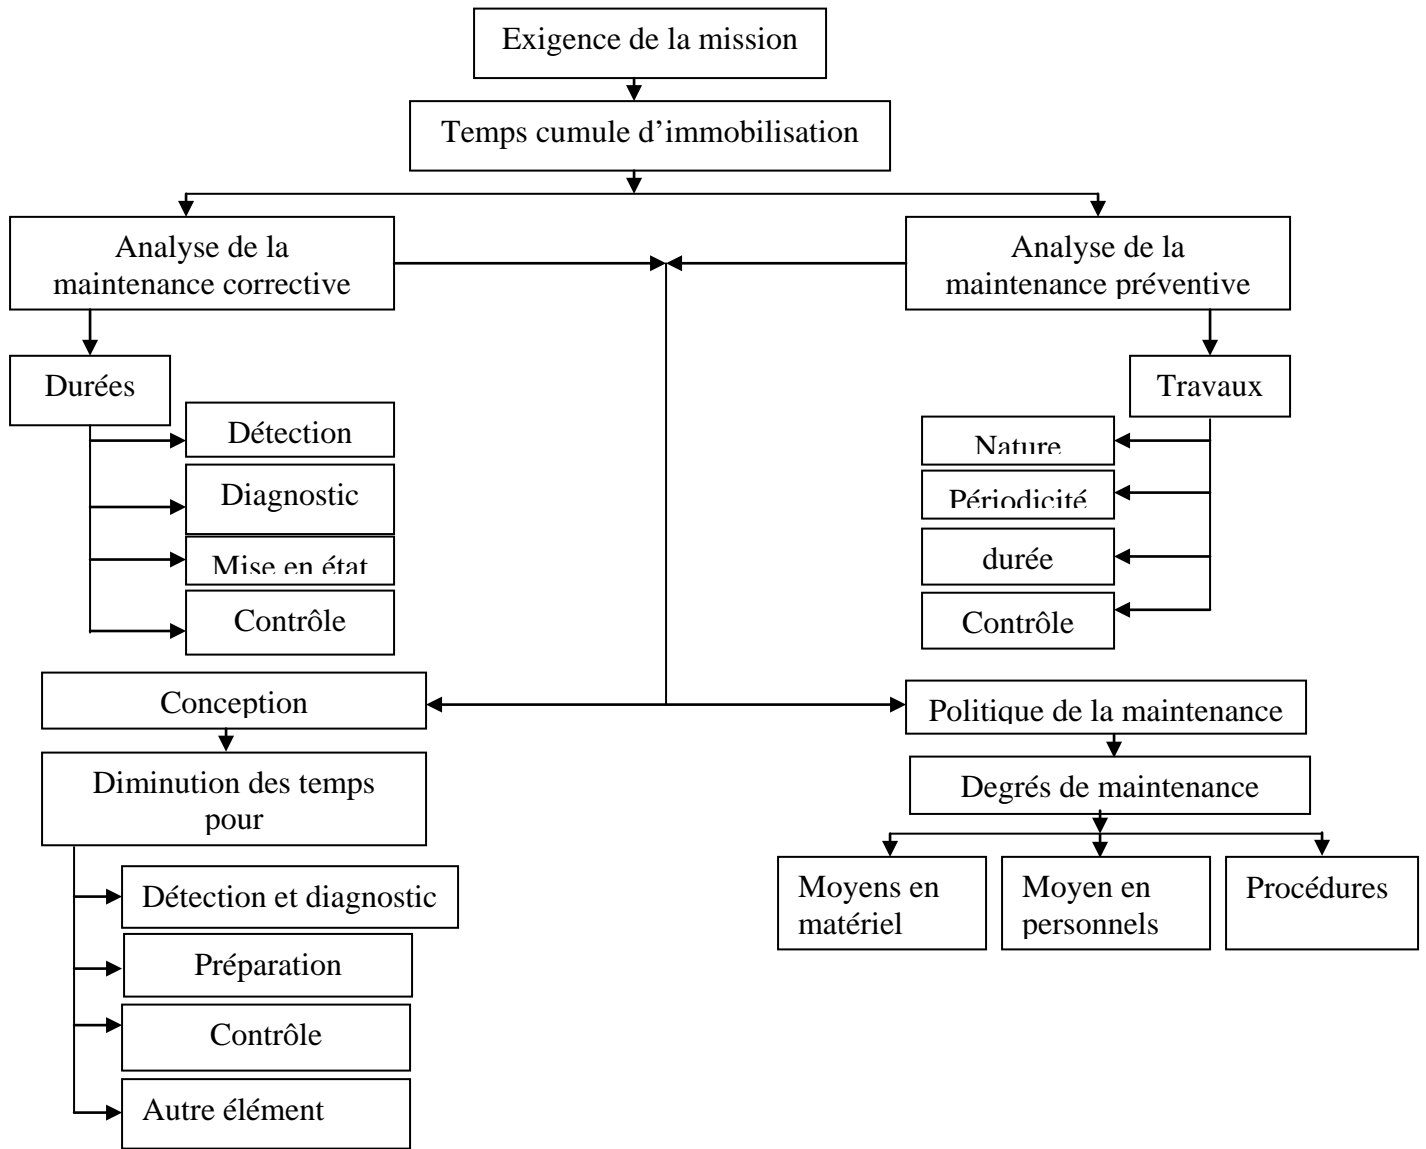 Exigence de la mission
Temps cumule d’immobilisation
Analyse de la
maintenance corrective
Analyse de la
maintenance préventive
Durées
Travaux
Détection
Diagnostic
Mise en état
Contrôle
Nature
Périodicité
durée
Contrôle
Conception
Politique de la maintenance
Diminution des temps
pour
Degrés de maintenance
Détection et diagnostic
Préparation
Contrôle
Autre élément
Moyens en
matériel
Moyen en
personnels
Procédures